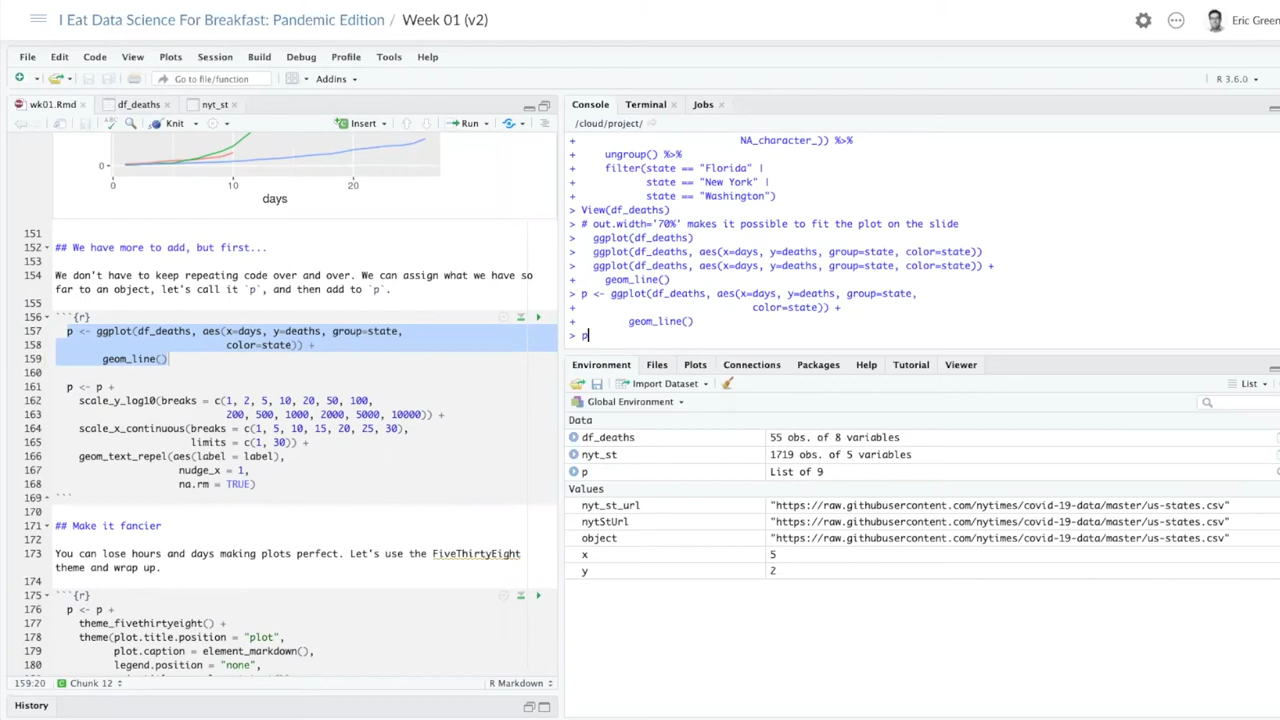 I Eat Data Science For Breakfast: Pandemic Edition / Week 01 (v2)
Eric Green
File Edit Code View Plots Session Build Debug Profile Tools Help
Go to file/function Addins R 3.6.0
wk01.Rmd df_deaths nyt_st
ABC Knit Insert Run
0
0 10 20
days
151
152 ## We have more to add, but first...
153
154 We don't have to keep repeating code over and over. We can assign what we have so
far to an object, let's call it `p`, and then add to `p`.
155
156 ```{r}
157 p <- ggplot(df_deaths, aes(x=days, y=deaths, group=state,
158 color=state)) +
159 geom_line()
160
161 p <- p +
162 scale_y_log10(breaks = c(1, 2, 5, 10, 20, 50, 100,
163 200, 500, 1000, 2000, 5000, 10000)) +
164 scale_x_continuous(breaks = c(1, 5, 10, 15, 20, 25, 30),
165 limits = c(1, 30)) +
166 geom_text_repel(aes(label = label),
167 nudge_x = 1,
168 na.rm = TRUE)
169 ```
170
171 ## Make it fancier
172
173 You can lose hours and days making plots perfect. Let's use the FiveThirtyEight
theme and wrap up.
174
175 ```{r}
176 p <- p +
177 theme_fivethirtyeight() +
178 theme(plot.title.position = "plot",
179 plot.caption = element_markdown(),
180 legend.position = "none",
159:20 Chunk 12 R Markdown
History
Console Terminal Jobs
/cloud/project/
+ NA_character_)) %>%
+ ungroup() %>%
+ filter(state == "Florida" |
+ state == "New York" |
+ state == "Washington")
> View(df_deaths)
> # out.width='70%' makes it possible to fit the plot on the slide
> ggplot(df_deaths)
> ggplot(df_deaths, aes(x=days, y=deaths, group=state, color=state))
> ggplot(df_deaths, aes(x=days, y=deaths, group=state, color=state)) +
+ geom_line()
> p <- ggplot(df_deaths, aes(x=days, y=deaths, group=state,
+ color=state)) +
+ geom_line()
> p
Environment Files Plots Connections Packages Help Tutorial Viewer
Import Dataset List
Global Environment
Data
df_deaths 55 obs. of 8 variables
nyt_st 1719 obs. of 5 variables
p List of 9
Values
nyt_st_url "https://raw.githubusercontent.com/nytimes/covid-19-data/master/us-states.csv"
nytStUrl "https://raw.githubusercontent.com/nytimes/covid-19-data/master/us-states.csv"
object "https://raw.githubusercontent.com/nytimes/covid-19-data/master/us-states.csv"
x 5
y 2